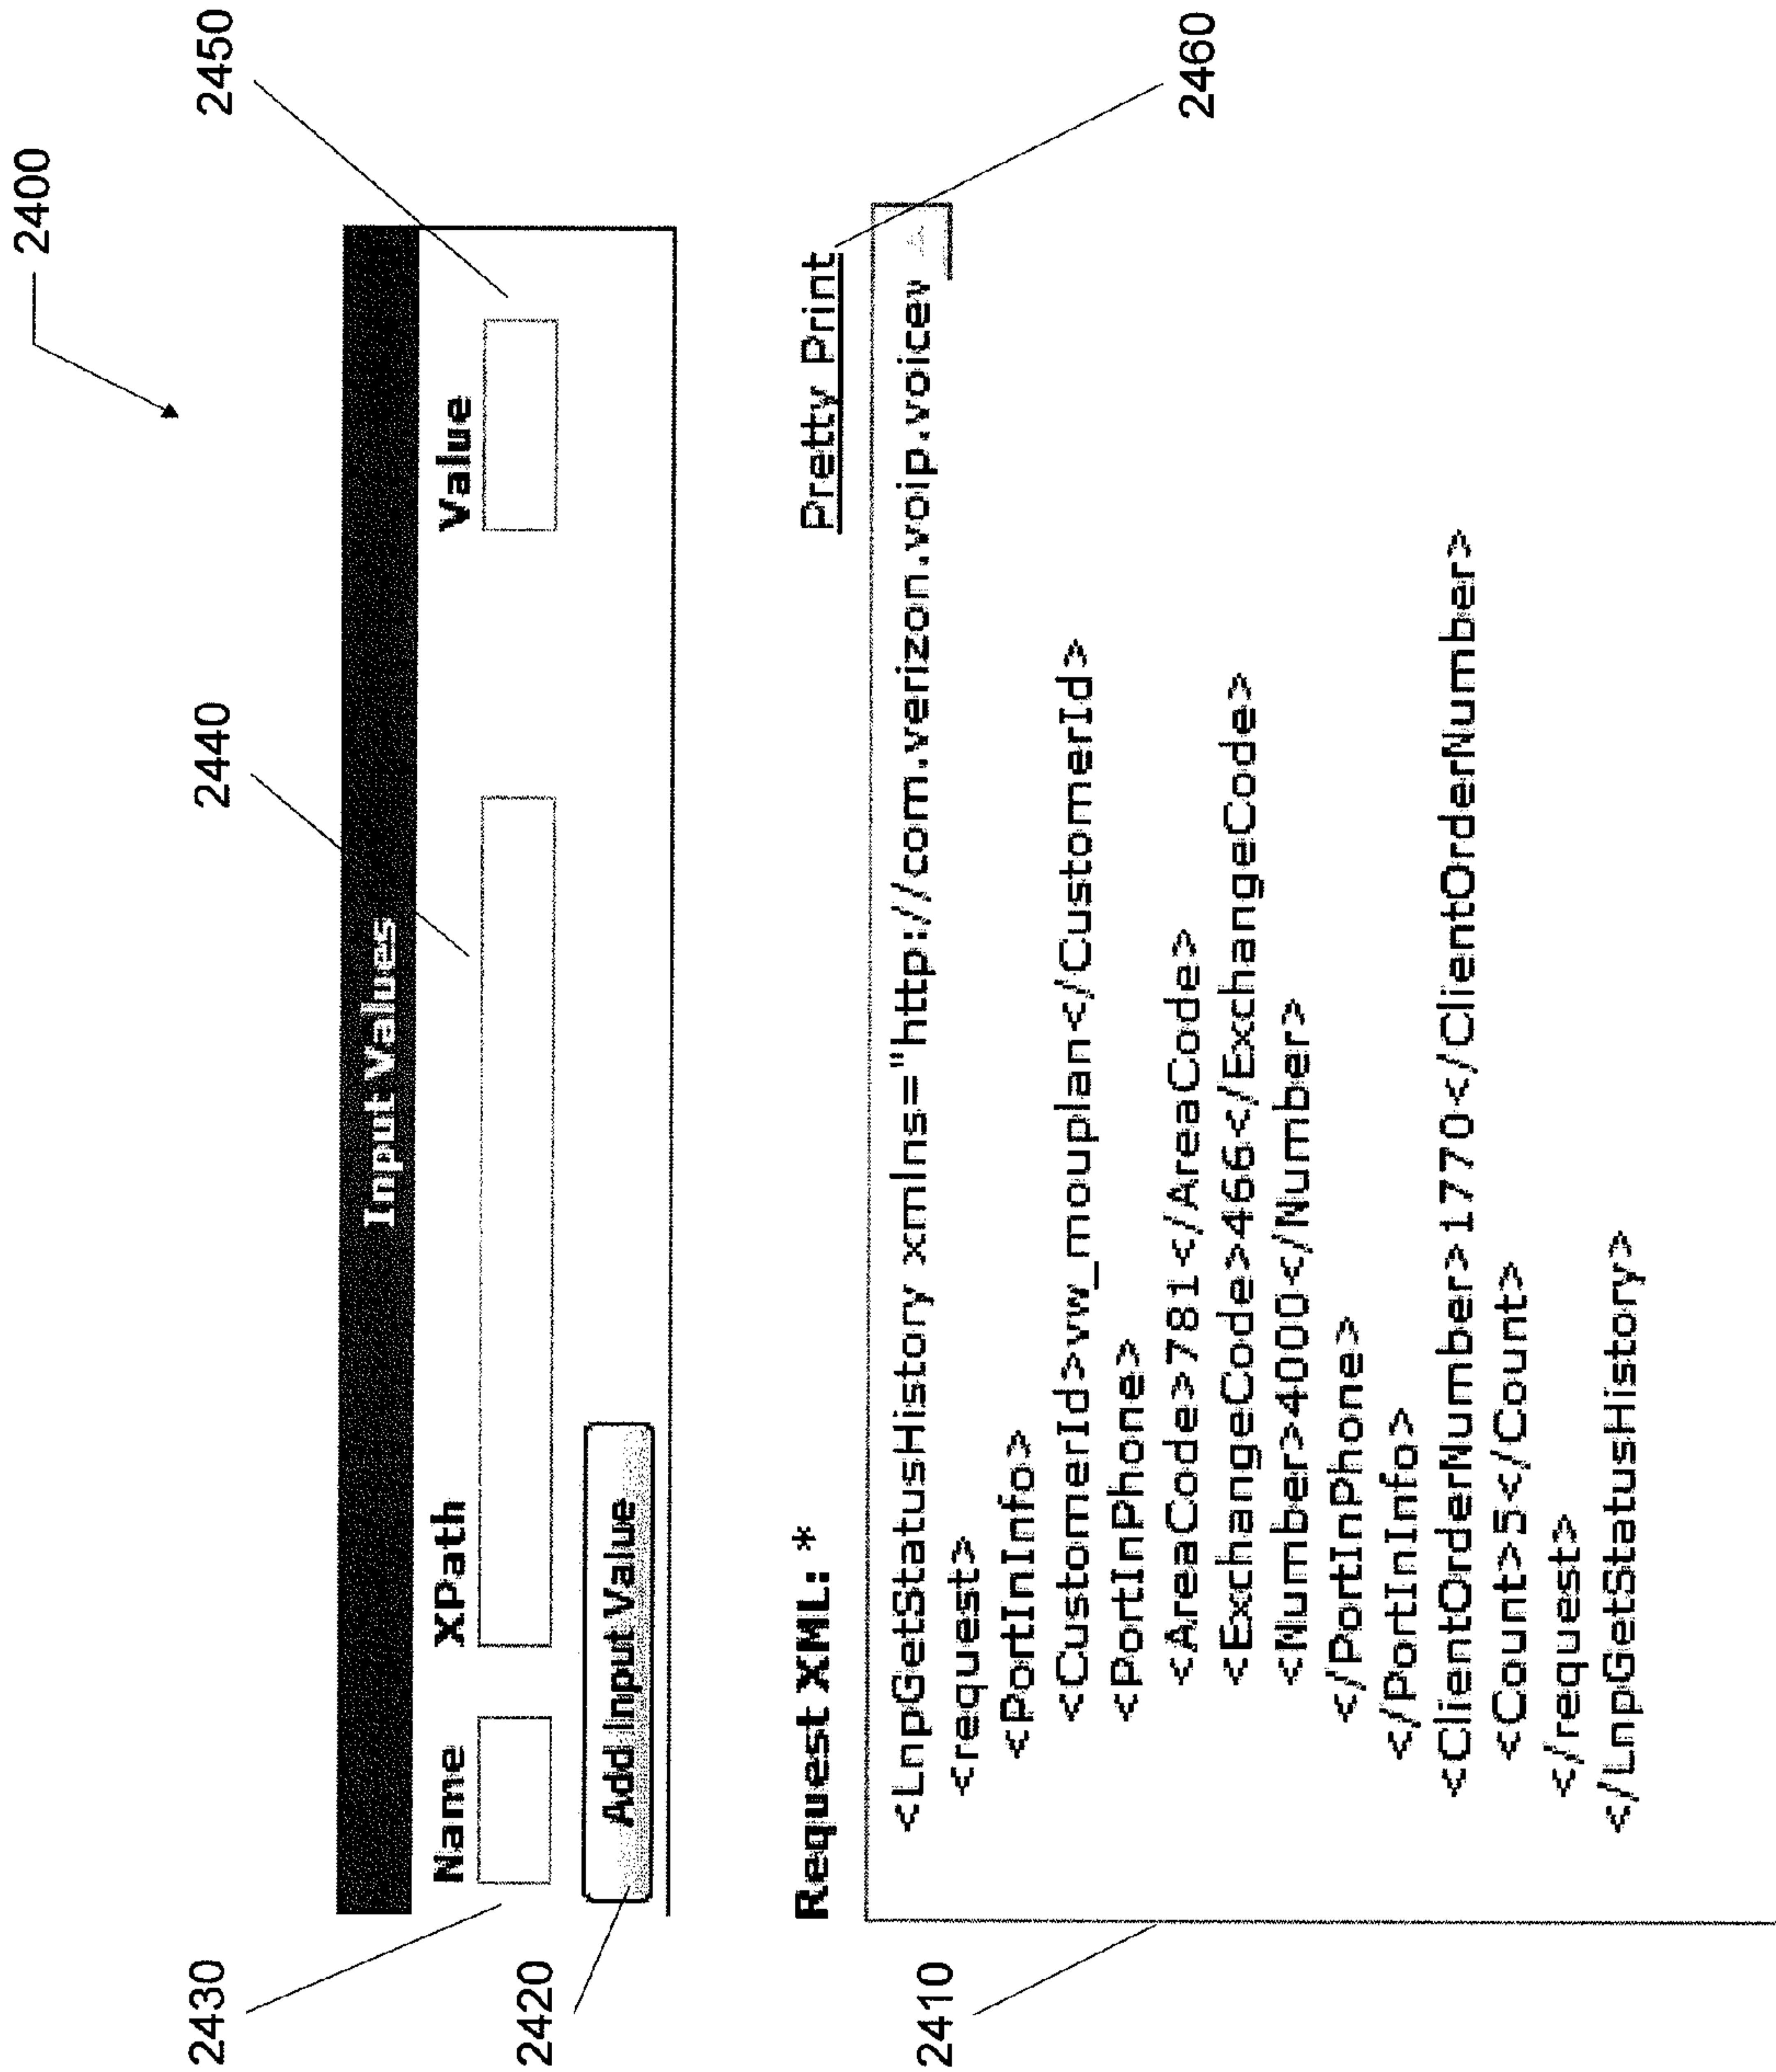 2400
2450
2440
2430
2420
Input Values
Name XPath Value
Add Input Value
Request XML: * Pretty Print
2460
2410
<LnpGetStatusHistory xmlns="http://com.verizon.voip.voicew
<request>
<PortInInfo>
<CustomerId>vw_mouplan</CustomerId>
<PortInPhone>
<AreaCode>781</AreaCode>
<ExchangeCode>466</ExchangeCode>
<Number>4000</Number>
</PortInPhone>
</PortInInfo>
<ClientOrderNumber>1770</ClientOrderNumber>
<Count>5</Count>
</request>
</LnpGetStatusHistory>